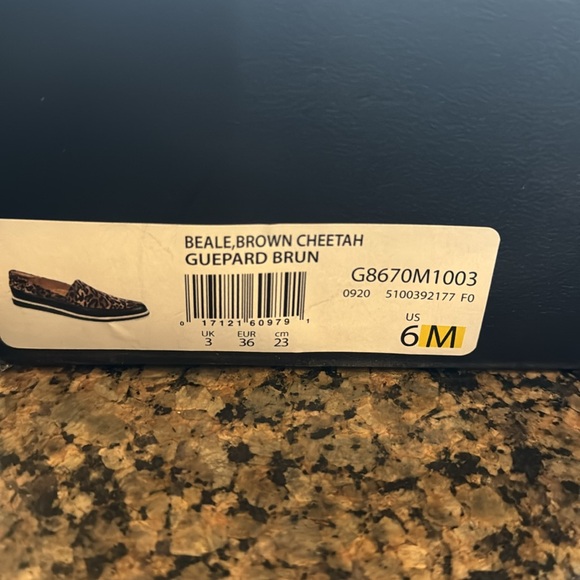 BEALE,BROWN CHEETAH
GUEPARD BRUN
G8670M1003
0920 5100392177 F0
0 17121 60979 1
UK EUR cm
3 36 23
US
6 M